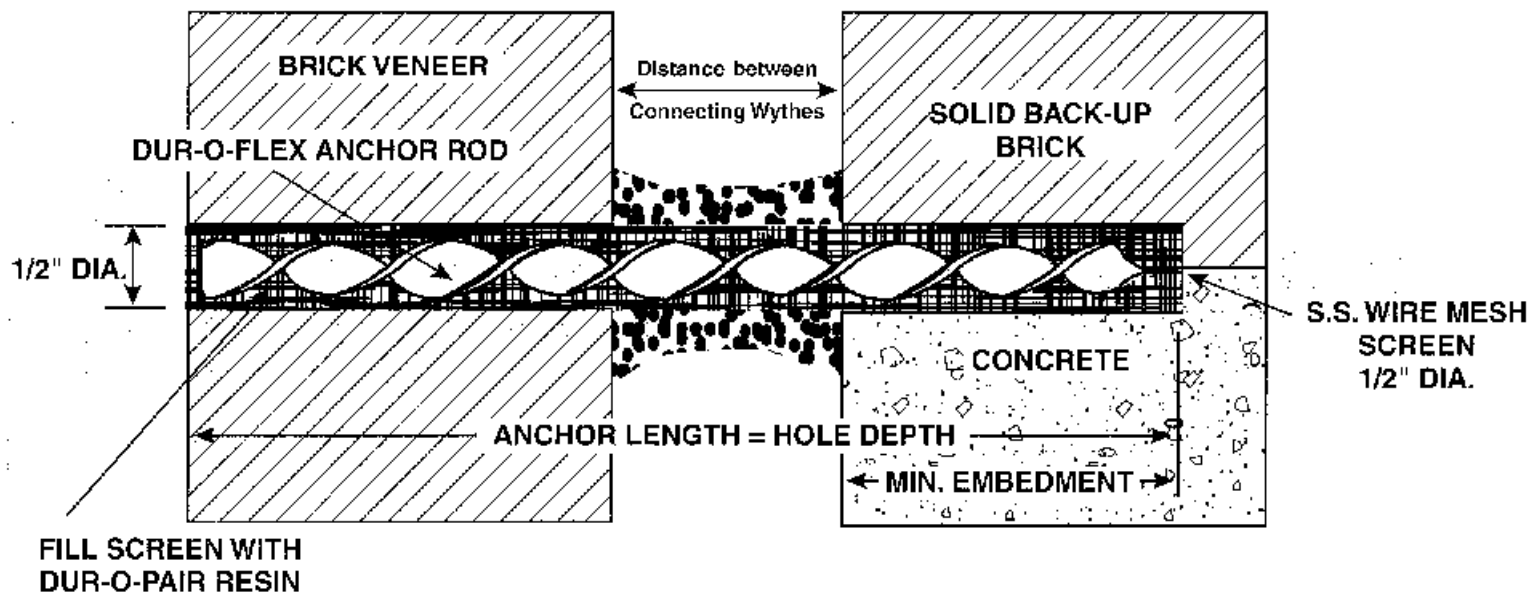 BRICK VENEER
Distance between
Connecting Wythes
SOLID BACK-UP
BRICK
DUR-O-FLEX ANCHOR ROD
1/2" DIA.
S.S. WIRE MESH
SCREEN
1/2" DIA.
CONCRETE
ANCHOR LENGTH = HOLE DEPTH
MIN. EMBEDMENT
FILL SCREEN WITH
DUR-O-PAIR RESIN